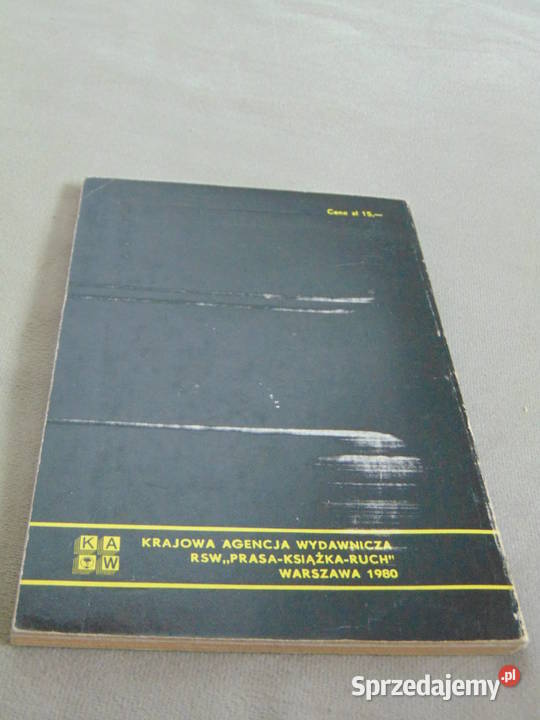 Cena zł 15,—
K A
W
KRAJOWA AGENCJA WYDAWNICZA
RSW„PRASA-KSIĄŻKA-RUCH"
WARSZAWA 1980
Sprzedajemy.pl